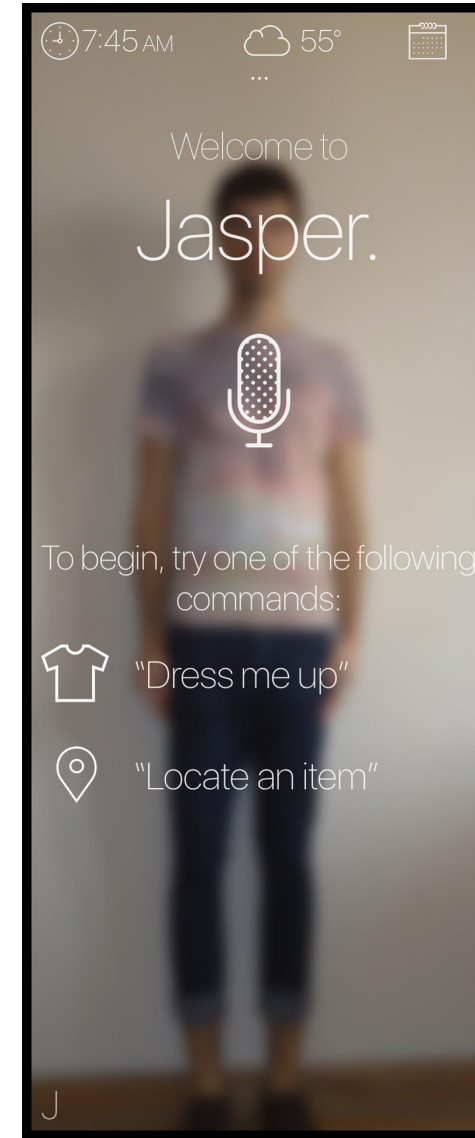 7:45 AM 55°
...
Welcome to
Jasper.
To begin, try one of the following
commands:
"Dress me up"
"Locate an item"
J